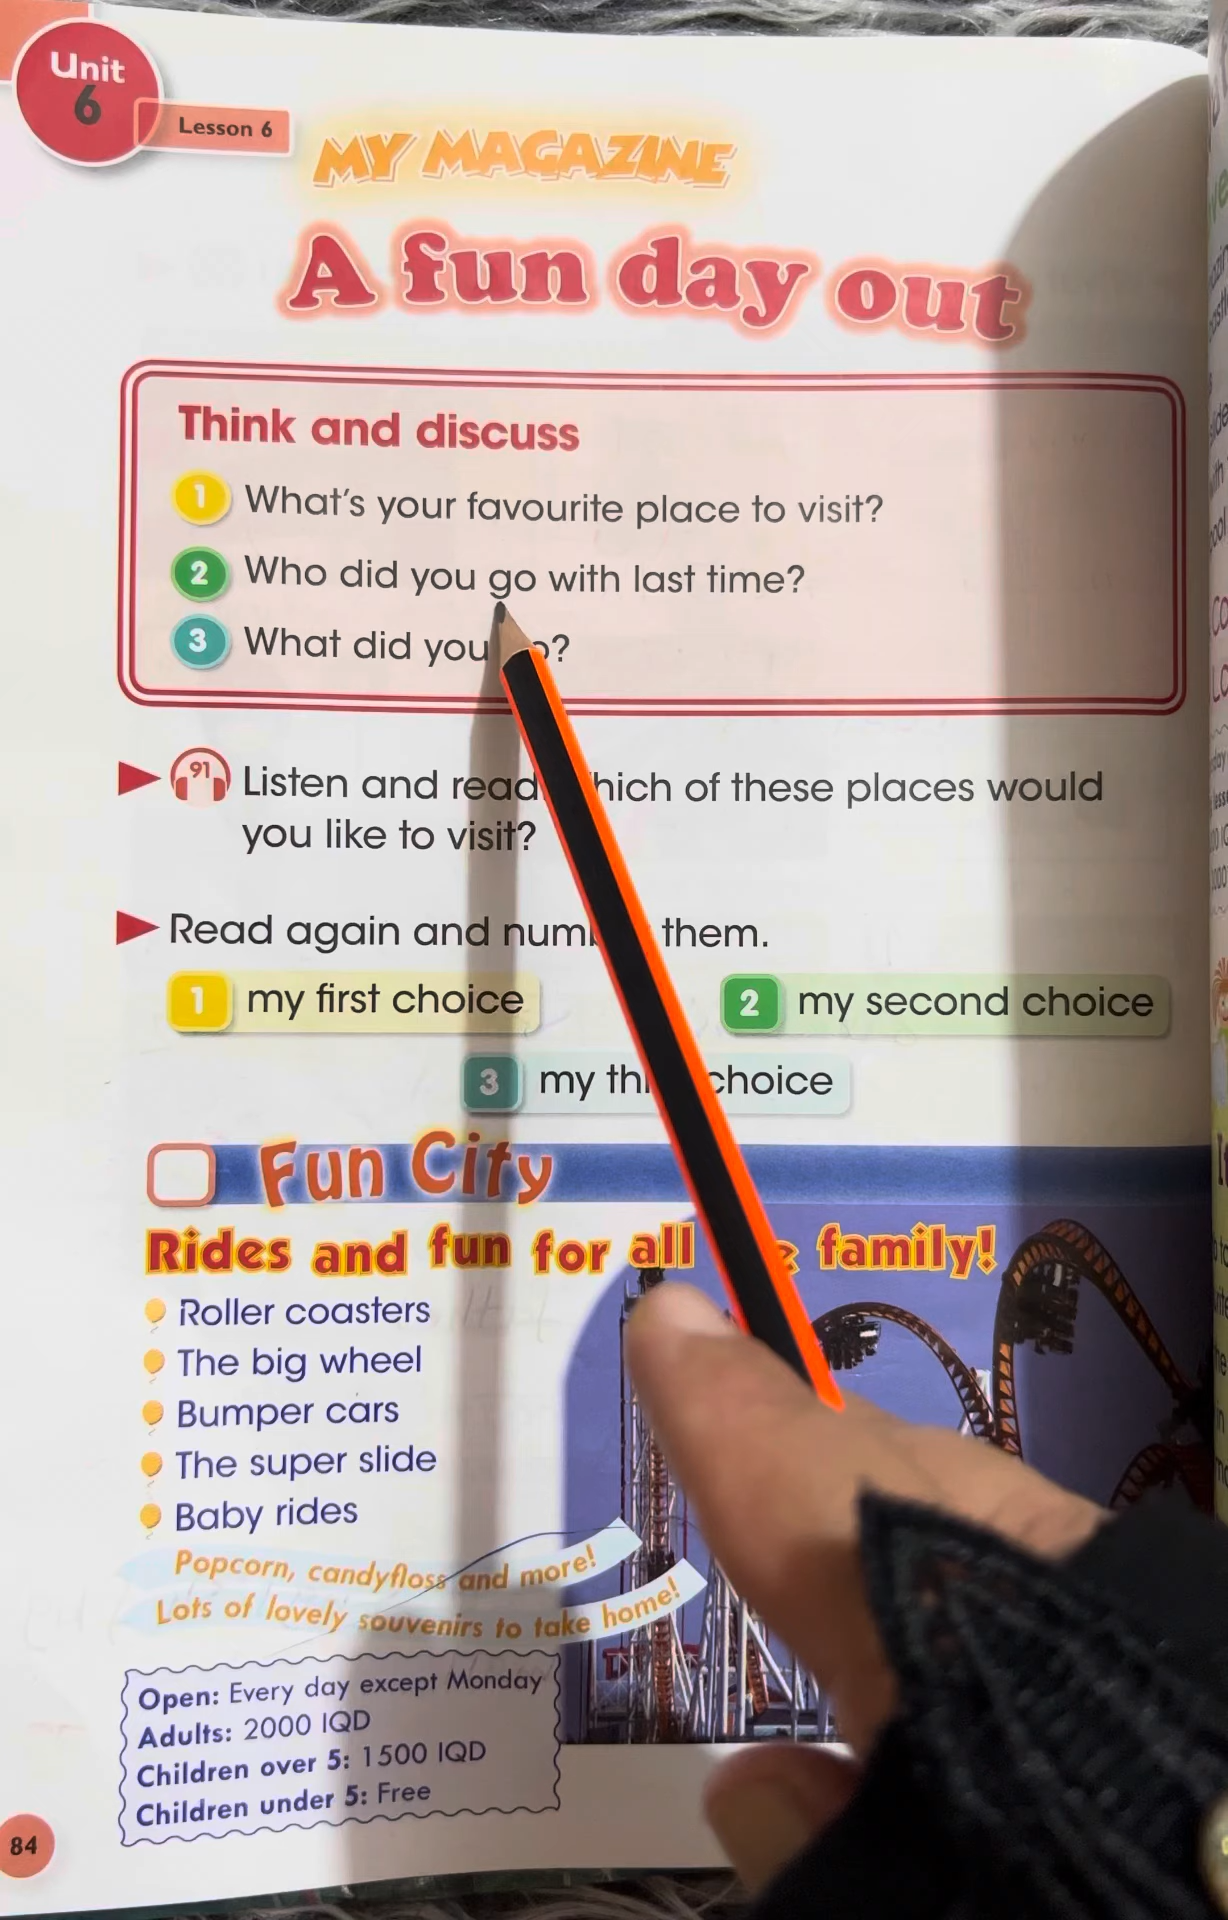 Unit
6
Lesson 6
MY MAGAZINE
A fun day out
Think and discuss
1 What's your favourite place to visit?
2 Who did you go with last time?
3 What did you ?
91 Listen and read. of these places would
you like to visit?
Read again and them.
1 my first choice
2 my second choice
3 my choice
Fun City
Rides and fun for all family!
Roller coasters
The big wheel
Bumper cars
The super slide
Baby rides
Popcorn, candyfloss and more!
Lots of lovely souvenirs to take home!
Open: Every day except Monday
Adults: 2000 IQD
Children over 5: 1500 IQD
Children under 5: Free
84